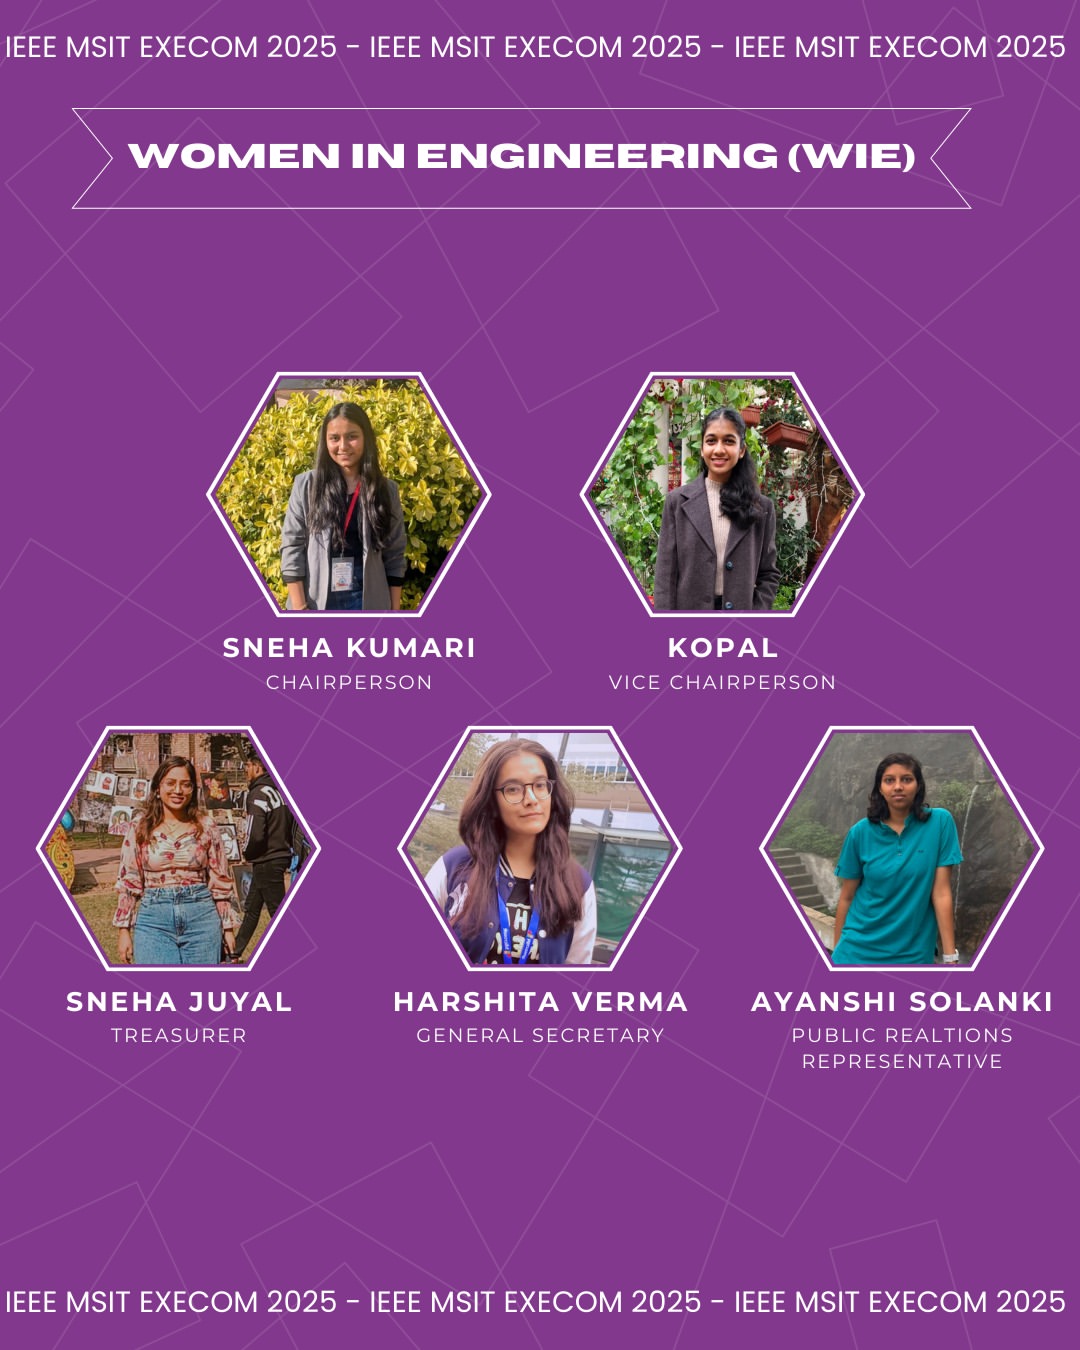 IEEE MSIT EXECOM 2025 - IEEE MSIT EXECOM 2025 - IEEE MSIT EXECOM 2025
WOMEN IN ENGINEERING (WIE)
SNEHA KUMARI
CHAIRPERSON
KOPAL
VICE CHAIRPERSON
SNEHA JUYAL
TREASURER
HARSHITA VERMA
GENERAL SECRETARY
AYANSHI SOLANKI
PUBLIC REALTIONS
REPRESENTATIVE
IEEE MSIT EXECOM 2025 - IEEE MSIT EXECOM 2025 - IEEE MSIT EXECOM 2025